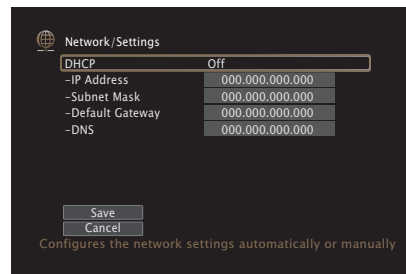 Network/Settings
DHCP Off
-IP Address 000.000.000.000
-Subnet Mask 000.000.000.000
-Default Gateway 000.000.000.000
-DNS 000.000.000.000
Save
Cancel
Configures the network settings automatically or manually